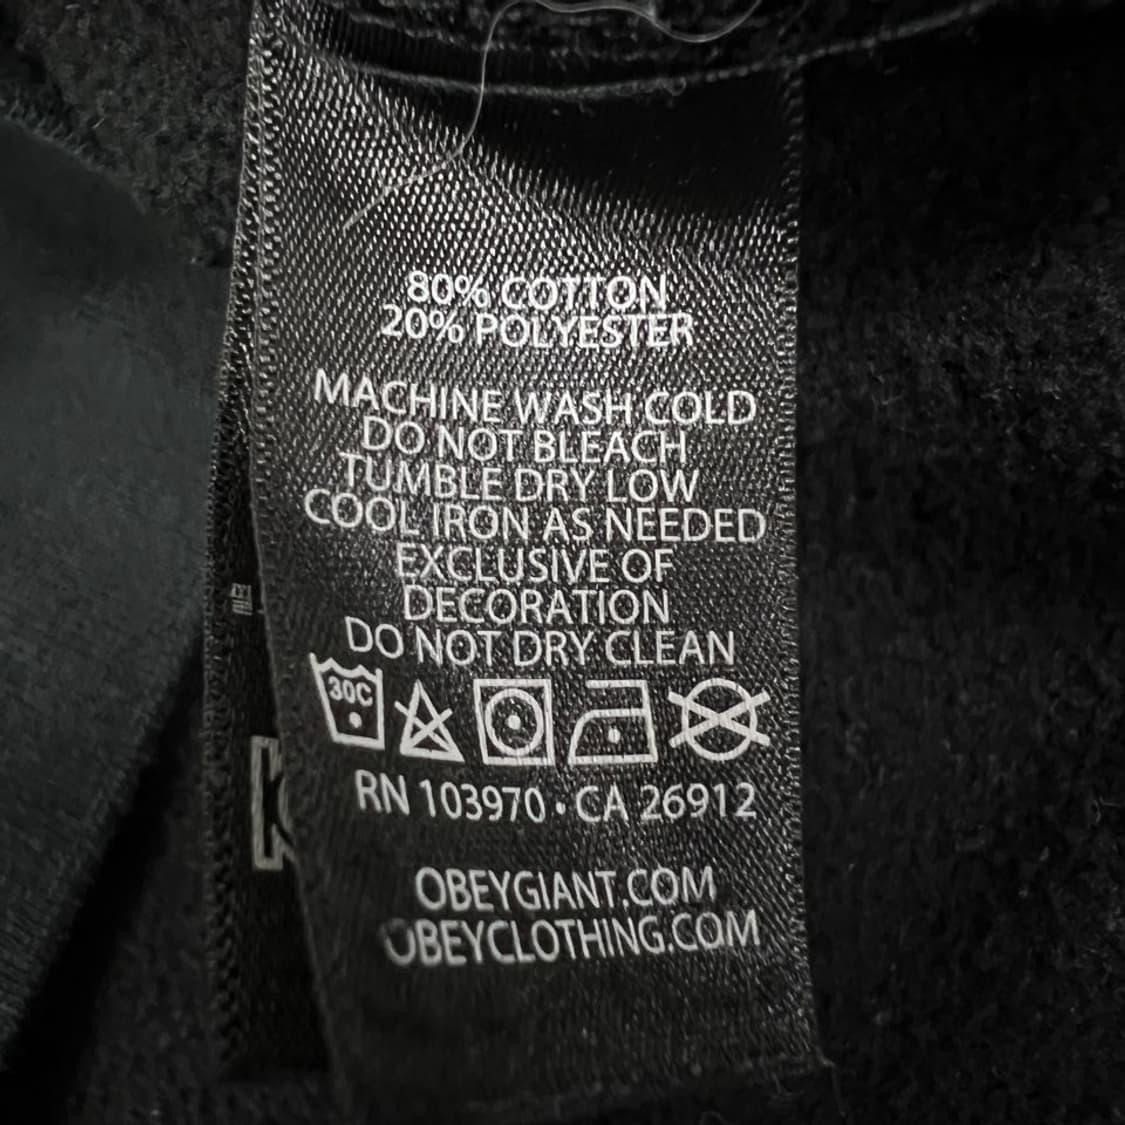 80% COTTON
20% POLYESTER
MACHINE WASH COLD
DO NOT BLEACH
TUMBLE DRY LOW
COOL IRON AS NEEDED
EXCLUSIVE OF
DECORATION
DO NOT DRY CLEAN
30C
RN 103970 • CA 26912
OBEYGIANT.COM
OBEYCLOTHING.COM